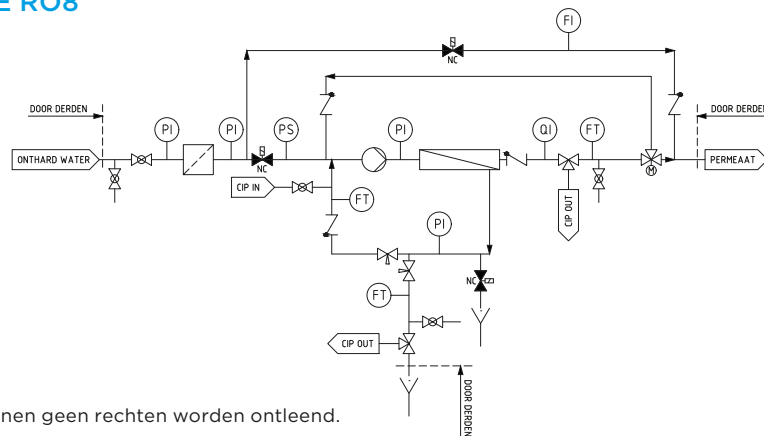 E RO8
FI
NC
DOOR DERDEN
DOOR DERDEN
PI
PI
PS
PI
QI
FT
ONTHARD WATER
PERMEAAT
NC
M
CIP IN
FT
CIP OUT
PI
NC
FT
CIP OUT
DOOR DERDEN
nen geen rechten worden ontleend.